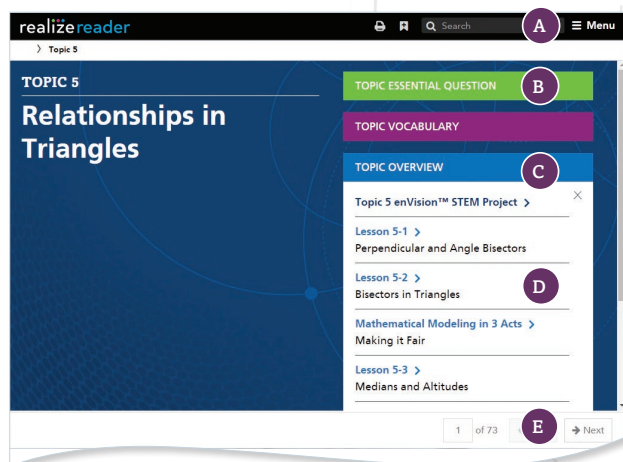 realizereader
Search
A
Menu
Topic 5
TOPIC 5
Relationships in
Triangles
TOPIC ESSENTIAL QUESTION
B
TOPIC VOCABULARY
TOPIC OVERVIEW
C
Topic 5 enVision™ STEM Project >
Lesson 5-1 >
Perpendicular and Angle Bisectors
Lesson 5-2 >
Bisectors in Triangles
D
Mathematical Modeling in 3 Acts >
Making it Fair
Lesson 5-3 >
Medians and Altitudes
1 of 73
E
Next